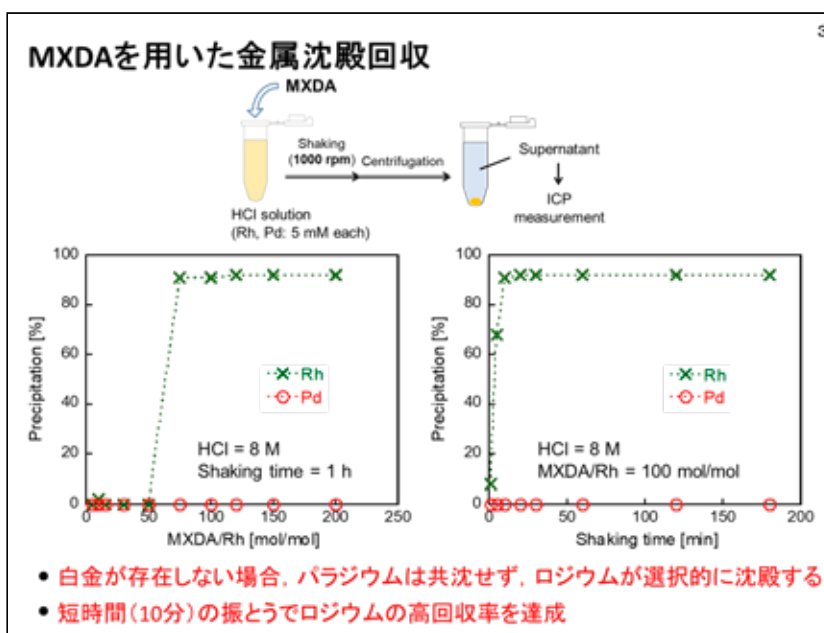 3
MXDAを用いた金属沈殿回収
MXDA
Shaking
(1000 rpm)
Centrifugation
Supernatant
ICP
measurement
HCl solution
(Rh, Pd: 5 mM each)
Precipitation [%]
100
80
60
40
20
0
Rh
Pd
HCl = 8 M
Shaking time = 1 h
0 50 100 150 200 250
MXDA/Rh [mol/mol]
Precipitation [%]
100
80
60
40
20
0
Rh
Pd
HCl = 8 M
MXDA/Rh = 100 mol/mol
0 50 100 150 200
Shaking time [min]
• 白金が存在しない場合，パラジウムは共沈せず，ロジウムが選択的に沈殿する
• 短時間（10分）の振とうでロジウムの高回収率を達成